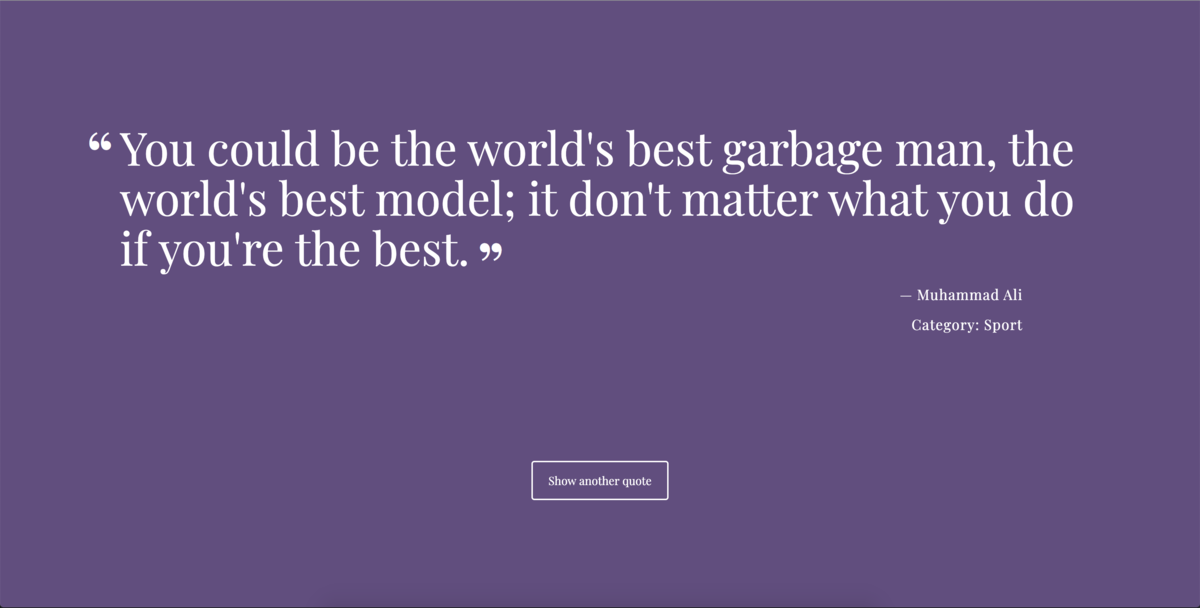 “ You could be the world's best garbage man, the
world's best model; it don't matter what you do
if you're the best. ”
— Muhammad Ali
Category: Sport
Show another quote